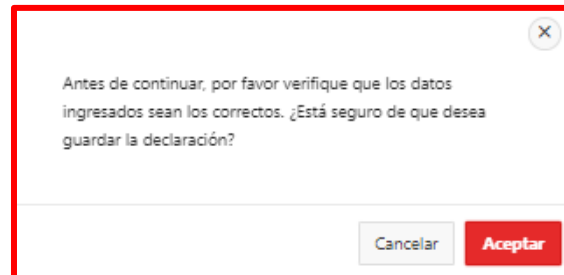 Antes de continuar, por favor verifique que los datos
ingresados sean los correctos. ¿Está seguro de que desea
guardar la declaración?
Cancelar Aceptar